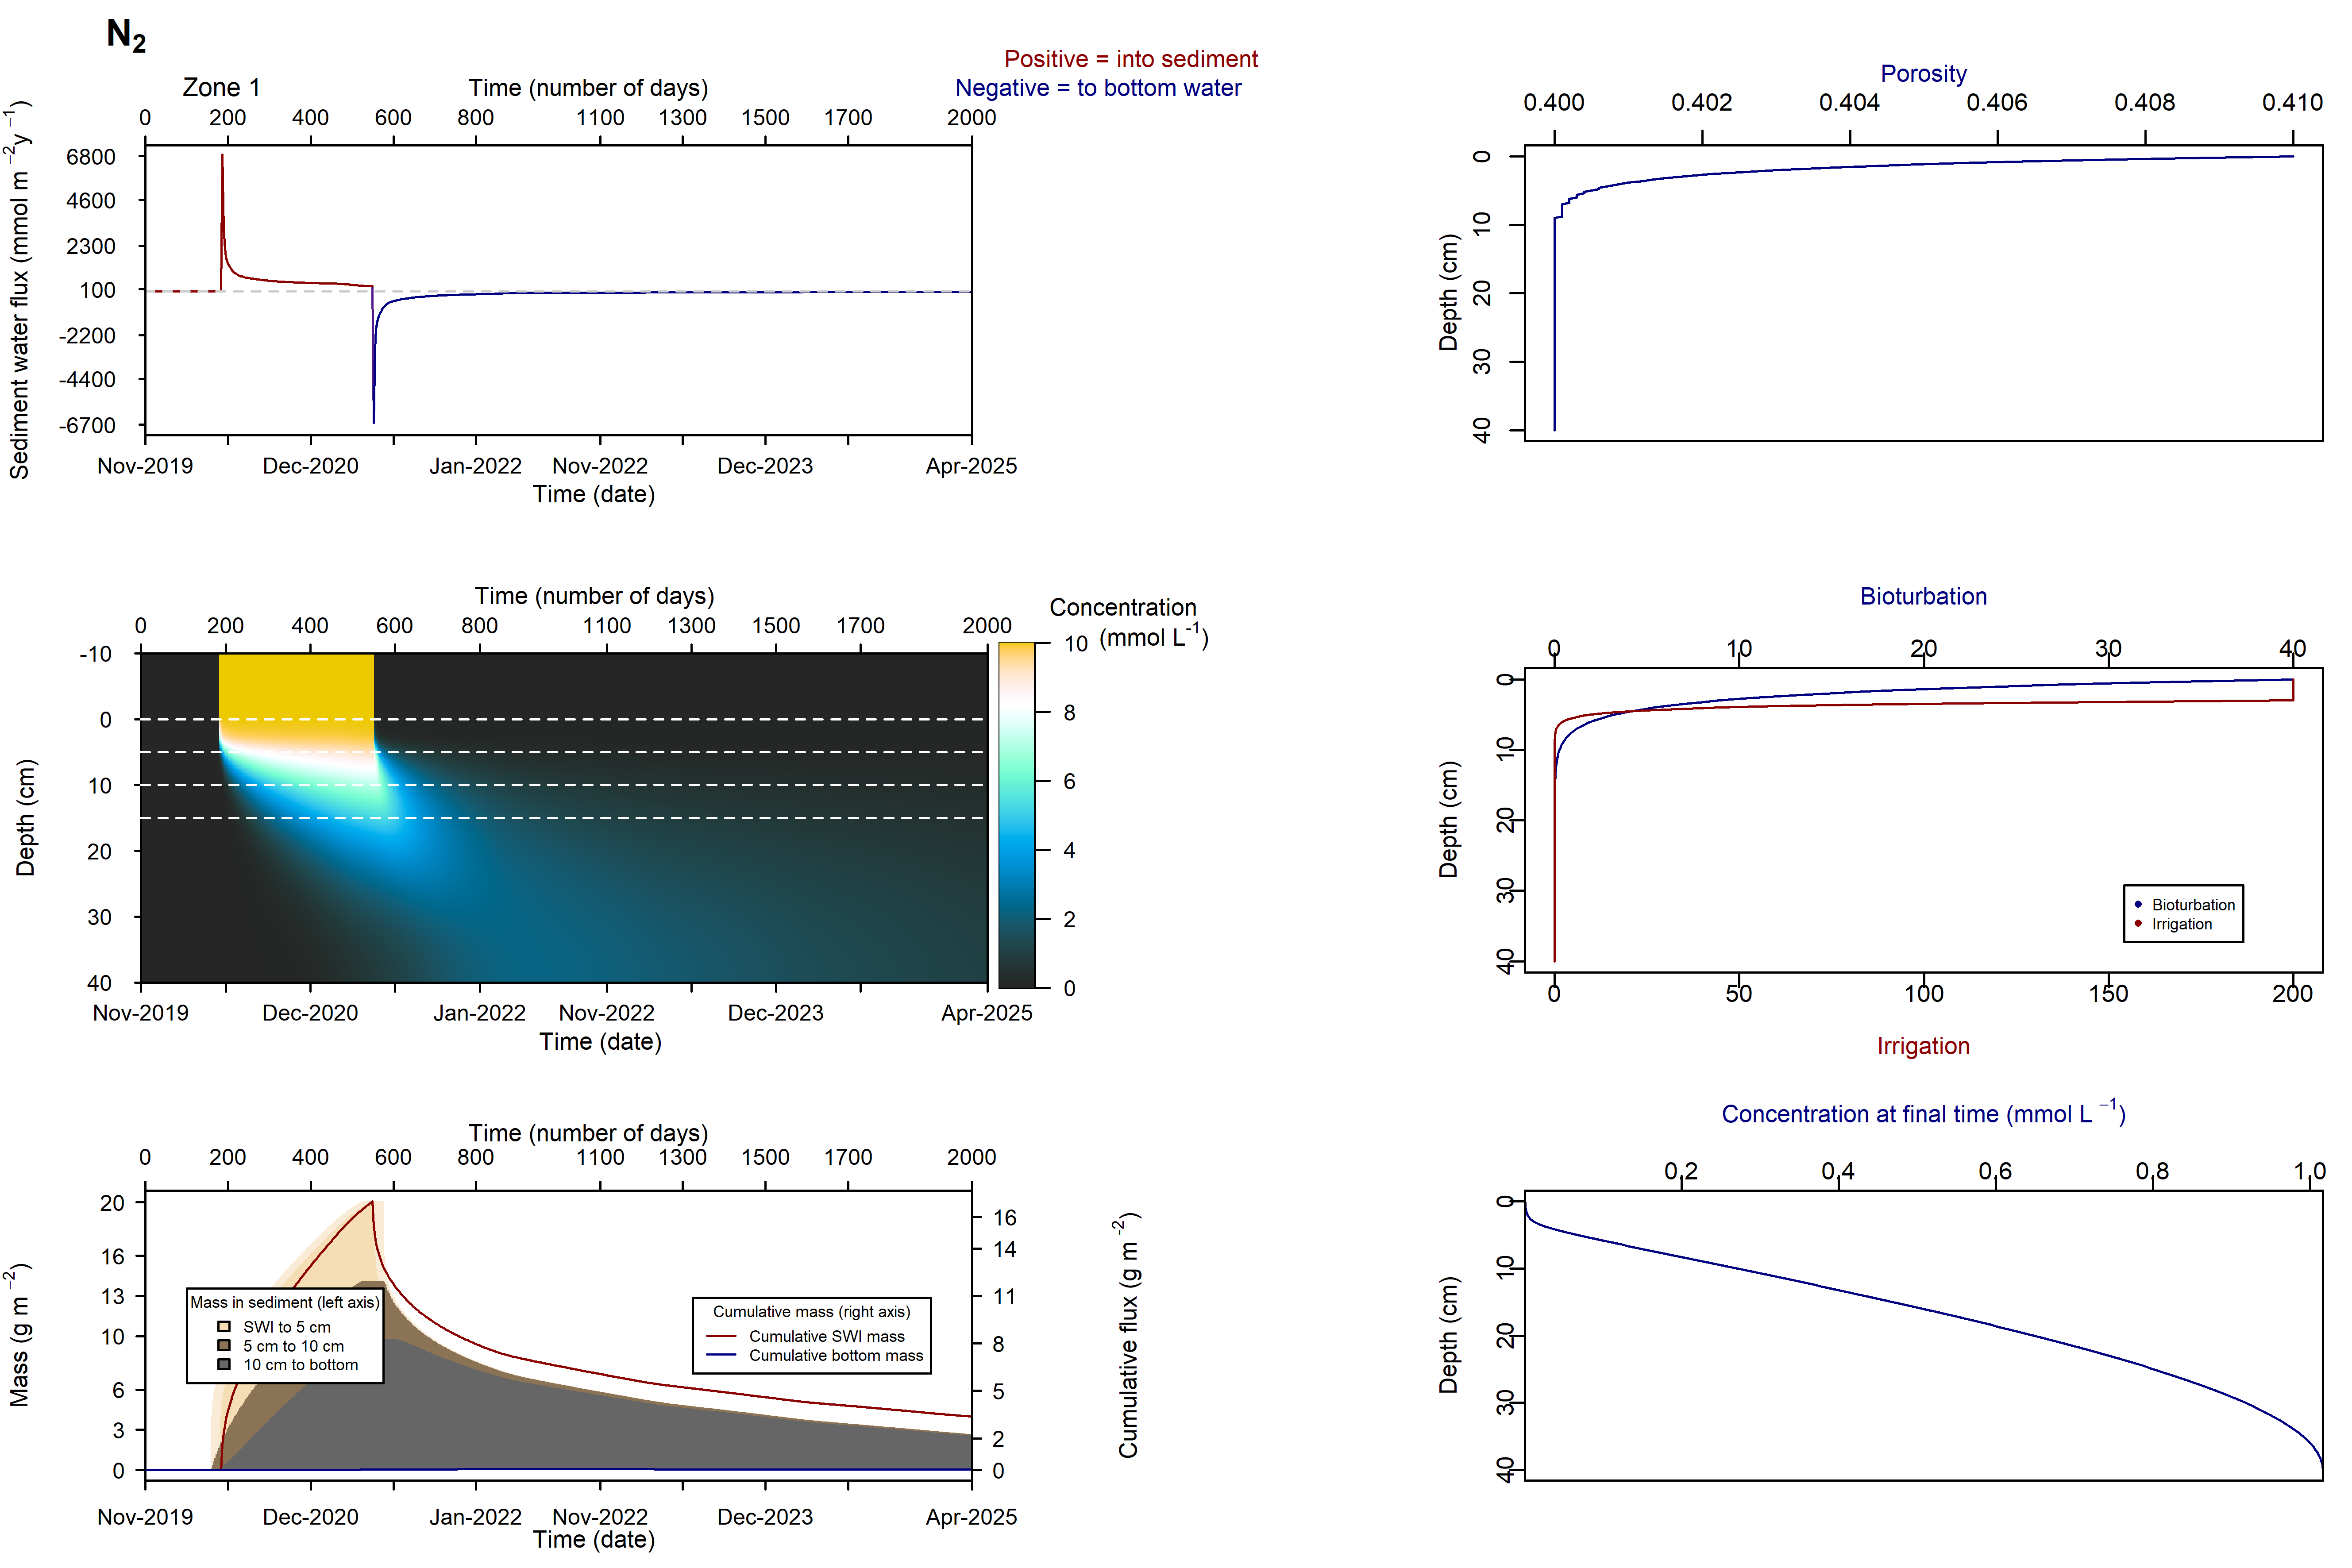 N2
Positive = into sediment
Negative = to bottom water
Zone 1
Time (number of days)
0 200 400 600 800 1100 1300 1500 1700 2000
Sediment water flux (mmol m −2y −1)
6800
4600
2300
100
-2200
-4400
-6700
Nov-2019 Dec-2020 Jan-2022 Nov-2022 Dec-2023 Apr-2025
Time (date)
Porosity
0.400 0.402 0.404 0.406 0.408 0.410
Depth (cm)
0
10
20
30
40
Time (number of days)
0 200 400 600 800 1100 1300 1500 1700 2000
Concentration
(mmol L-1)
10
8
6
4
2
0
Depth (cm)
-10
0
10
20
30
40
Nov-2019 Dec-2020 Jan-2022 Nov-2022 Dec-2023 Apr-2025
Time (date)
Bioturbation
0 10 20 30 40
Depth (cm)
0
10
20
30
40
Bioturbation
Irrigation
0 50 100 150 200
Irrigation
Time (number of days)
0 200 400 600 800 1100 1300 1500 1700 2000
Mass (g m −2)
20
16
13
10
6
3
0
Mass in sediment (left axis)
SWI to 5 cm
5 cm to 10 cm
10 cm to bottom
Cumulative mass (right axis)
Cumulative SWI mass
Cumulative bottom mass
16
14
11
8
5
2
0
Cumulative flux (g m -2)
Nov-2019 Dec-2020 Jan-2022 Nov-2022 Dec-2023 Apr-2025
Time (date)
Concentration at final time (mmol L −1)
0.2 0.4 0.6 0.8 1.0
Depth (cm)
0
10
20
30
40